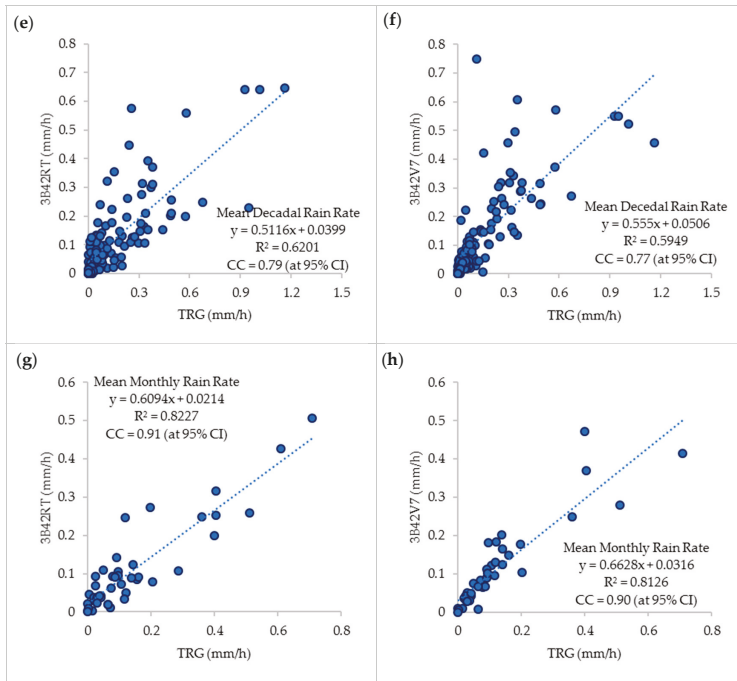 (e)
0.8
0.7
0.6
0.5
0.4
0.3
0.2
0.1
0
3B42RT (mm/h)
Mean Decadal Rain Rate
y = 0.5116x + 0.0399
R² = 0.6201
CC = 0.79 (at 95% CI)
0 0.3 0.6 0.9 1.2 1.5
TRG (mm/h)
(f)
0.8
0.7
0.6
0.5
0.4
0.3
0.2
0.1
0
3B42V7 (mm/h)
Mean Decedal Rain Rate
y = 0.555x + 0.0506
R² = 0.5949
CC = 0.77 (at 95% CI)
0 0.3 0.6 0.9 1.2 1.5
TRG (mm/h)
(g)
0.6
0.5
0.4
0.3
0.2
0.1
0
3B42RT (mm/h)
Mean Monthly Rain Rate
y = 0.6094x + 0.0214
R² = 0.8227
CC = 0.91 (at 95% CI)
0 0.2 0.4 0.6 0.8
TRG (mm/h)
(h)
0.6
0.5
0.4
0.3
0.2
0.1
0
3B42V7 (mm/h)
Mean Monthly Rain Rate
y = 0.6628x + 0.0316
R² = 0.8126
CC = 0.90 (at 95% CI)
0 0.2 0.4 0.6 0.8
TRG (mm/h)